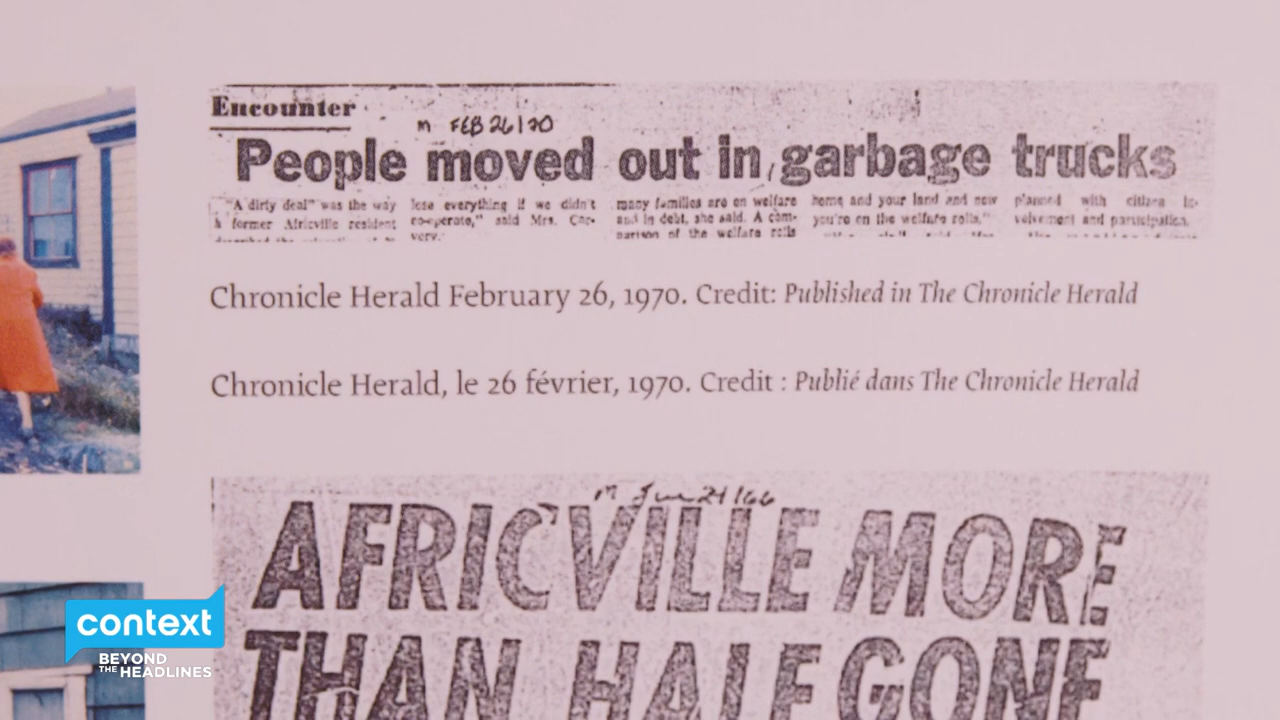 Encounter
m FEB 26/70
People moved out in garbage trucks
"A dirty deal" was the way
a former Africville resident
lose everything if we didn't
co-operate," said Mrs. Car-
very.
many families are on welfare
and in debt, she said. A com-
parison of the welfare rolls
home and your land and now
you're on the welfare rolls."
planned with citizen in-
volvement and participation.
Chronicle Herald February 26, 1970. Credit: Published in The Chronicle Herald
Chronicle Herald, le 26 février, 1970. Credit : Publié dans The Chronicle Herald
AFRICVILLE MORE
THAN HALF GONE
context
BEYOND
THE HEADLINES